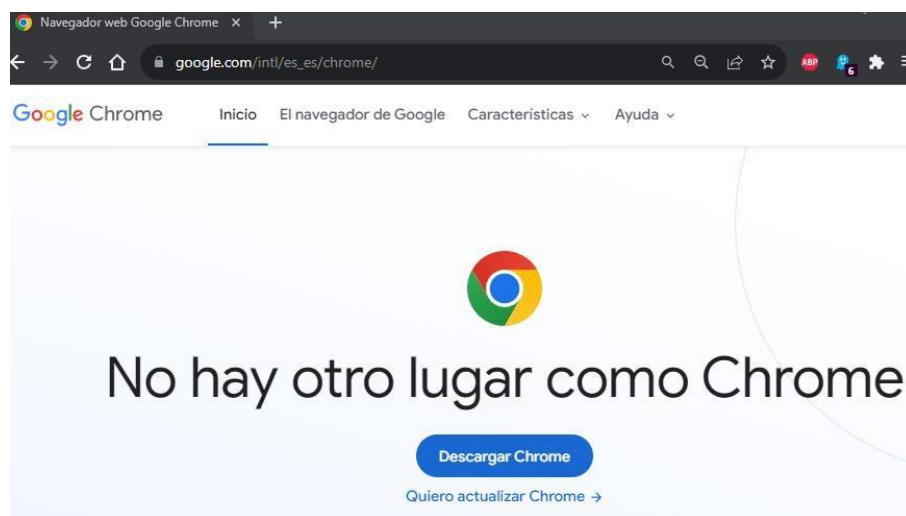 Navegador web Google Chrome
google.com/intl/es_es/chrome/
ABP
6
Google Chrome Inicio El navegador de Google Características Ayuda
No hay otro lugar como Chrome
Descargar Chrome
Quiero actualizar Chrome →